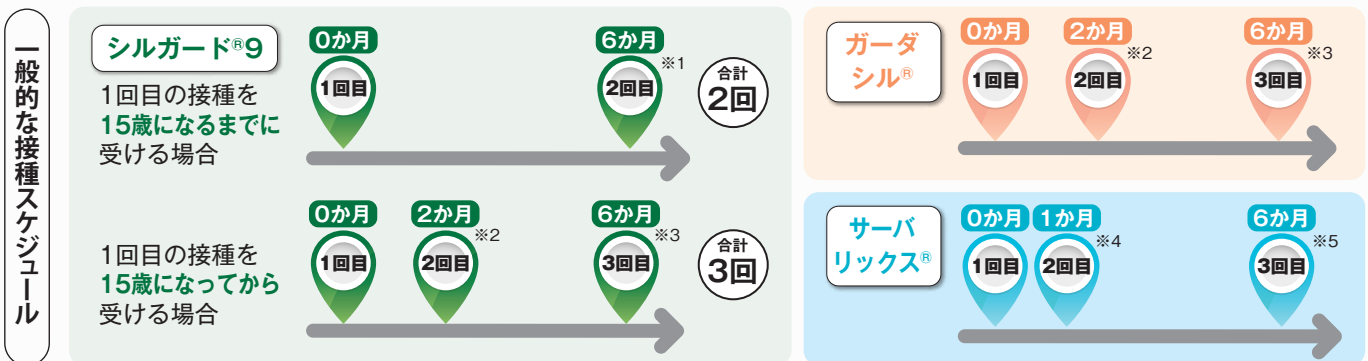 一般的な接種スケジュール
シルガード®9
1回目の接種を
15歳になるまでに
受ける場合
0か月
1回目
6か月
※1
2回目
合計
2回
1回目の接種を
15歳になってから
受ける場合
0か月
1回目
2か月
※2
2回目
6か月
※3
3回目
合計
3回
ガーダ
シル®
0か月
1回目
2か月
※2
2回目
6か月
※3
3回目
サーバ
リックス®
0か月
1回目
1か月
※4
2回目
6か月
※5
3回目